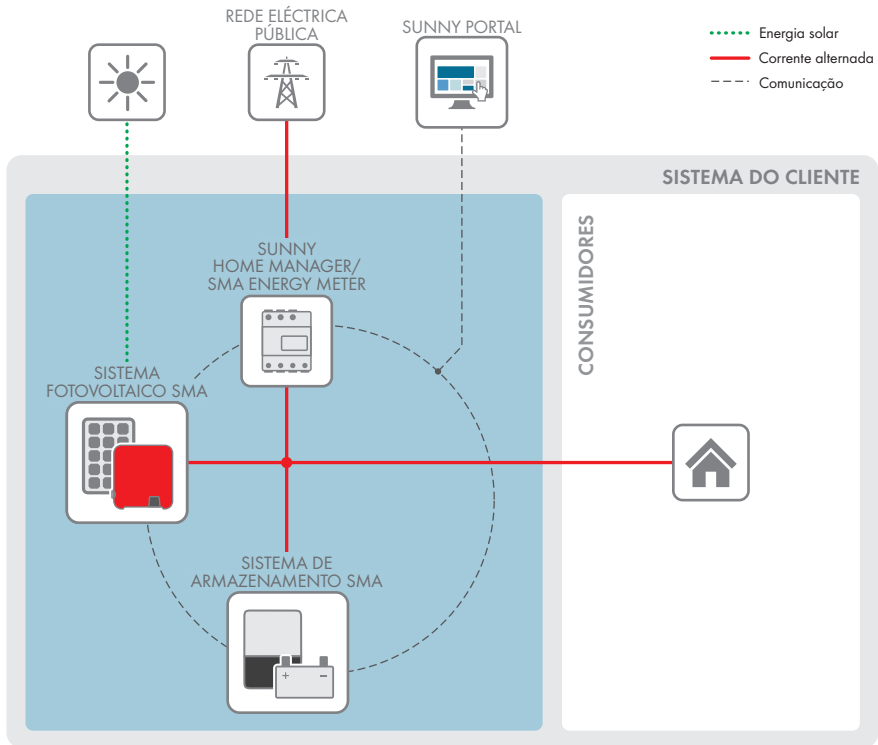 REDE ELÉCTRICA
PÚBLICA
SUNNY PORTAL
Energia solar
Corrente alternada
Comunicação
SISTEMA DO CLIENTE
SUNNY
HOME MANAGER/
SMA ENERGY METER
CONSUMIDORES
SISTEMA
FOTOVOLTAICO SMA
SISTEMA DE
ARMAZENAMENTO SMA
+ −